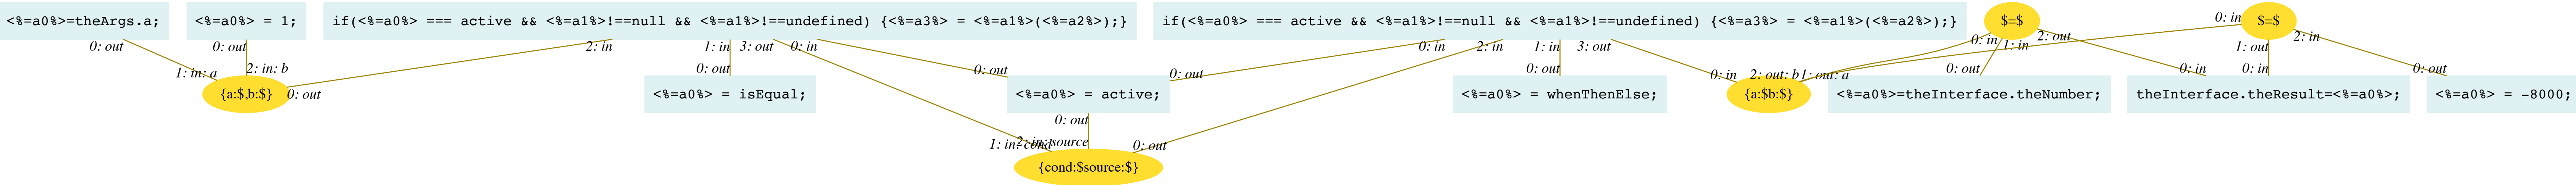 <%=a0%>=theArgs.a;
<%=a0%> = 1;
if(<%=a0%> === active && <%=a1%>!==null && <%=a1%>!==undefined) {<%=a3%> = <%=a1%>(<%=a2%>);}
if(<%=a0%> === active && <%=a1%>!==null && <%=a1%>!==undefined) {<%=a3%> = <%=a1%>(<%=a2%>);}
$=$
$=$
0: out
0: out
2: in
1: in
3: out
0: in
0: in
2: in
1: in
3: out
0: in
1: in
2: out
0: in
1: out
2: in
1: in: a
2: in: b
0: out
0: out
0: out
0: out
0: out
0: in
2: out: b
1: out: a
0: out
0: in
0: in
0: out
{a:$,b:$}
<%=a0%> = isEqual;
<%=a0%> = active;
<%=a0%> = whenThenElse;
{a:$b:$}
<%=a0%>=theInterface.theNumber;
theInterface.theResult=<%=a0%>;
<%=a0%> = -8000;
0: out
1: in: cond
2: in: source
0: out
{cond:$source:$}